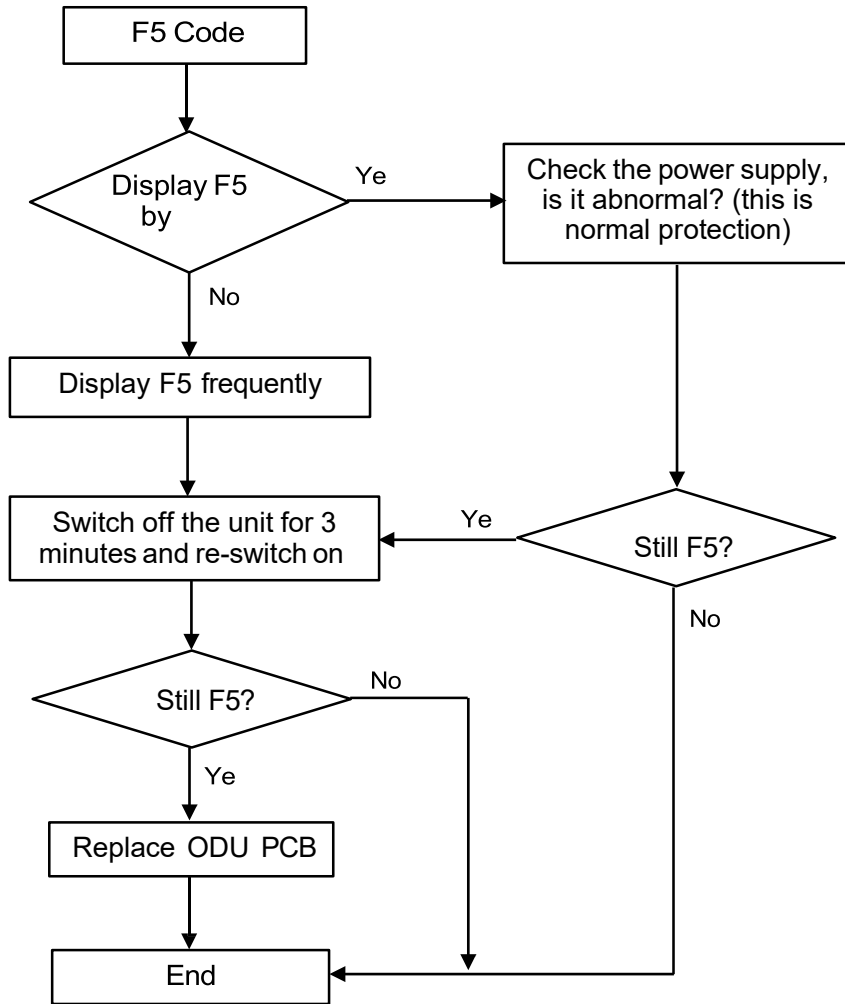 F5 Code
Display F5
by
Ye
Check the power supply,
is it abnormal? (this is
normal protection)
No
Display F5 frequently
Switch off the unit for 3
minutes and re-switch on
Ye
Still F5?
No
Still F5?
No
Ye
Replace ODU PCB
End